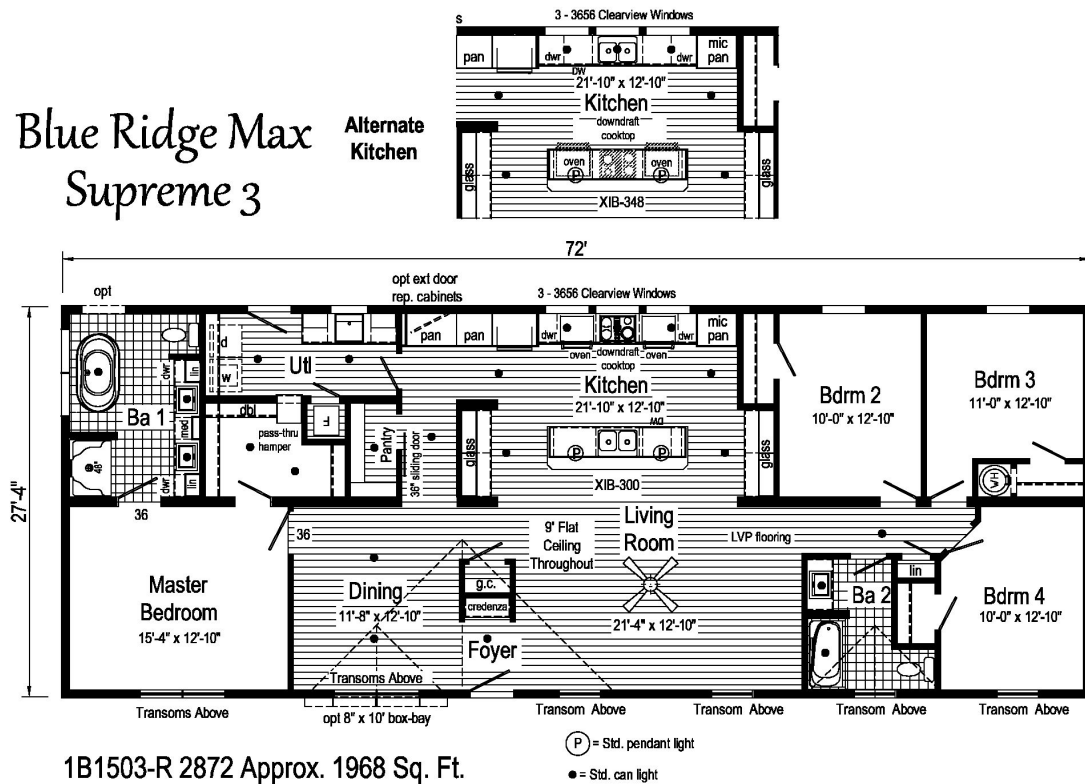 s
3 - 3656 Clearview Windows
pan
dwr
dwr
mic
pan
DW
21'-10" x 12'-10"
Kitchen
downdraft
cooktop
oven
P
oven
P
glass
glass
XIB-348
Blue Ridge Max
Supreme 3
Alternate
Kitchen
72'
27'-4"
opt
opt ext door
rep. cabinets
3 - 3656 Clearview Windows
pan
pan
dwr
dwr
mic
pan
oven
downdraft
cooktop
oven
Kitchen
21'-10" x 12'-10"
d
w
Utl
dwr
lin
Ba 1
med
48"
dwr
lin
dbl
pass-thru
hamper
F
Pantry
36" sliding door
glass
glass
DW
P
P
XIB-300
Bdrm 2
10'-0" x 12'-10"
Bdrm 3
11'-0" x 12'-10"
WH
36
36
9' Flat
Ceiling
Throughout
Living
Room
LVP flooring
21'-4" x 12'-10"
Master
Bedroom
15'-4" x 12'-10"
Dining
11'-8" x 12'-10"
g.c.
credenza
Foyer
Ba 2
lin
Bdrm 4
10'-0" x 12'-10"
Transoms Above
Transoms Above
opt 8" x 10' box-bay
Transom Above
Transom Above
Transom Above
Transom Above
P = Std. pendant light
● = Std. can light
1B1503-R 2872 Approx. 1968 Sq. Ft.